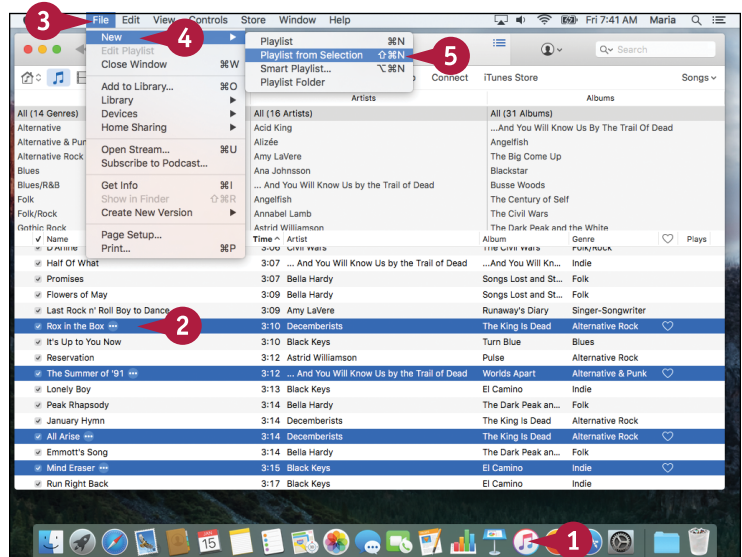 3 File Edit View Controls Store Window Help Fri 7:41 AM Maria
New 4
Edit Playlist
Close Window ⌘W
Add to Library... ⌘O
Library
Devices
Home Sharing
Open Stream... ⌘U
Subscribe to Podcast...
Get Info ⌘I
Show in Finder ⇧⌘R
Create New Version
Page Setup...
Print... ⌘P
Playlist ⌘N
Playlist from Selection ⇧⌘N 5
Smart Playlist... ⌥⌘N
Playlist Folder
Search
Connect iTunes Store Songs
Artists Albums
All (14 Genres) All (16 Artists) All (31 Albums)
Alternative Acid King ...And You Will Know Us By The Trail Of Dead
Alternative & Pun Alizée Angelfish
Alternative Rock Amy LaVere The Big Come Up
Blues Ana Johnsson Blackstar
Blues/R&B ... And You Will Know Us by the Trail of Dead Busse Woods
Folk Angelfish The Century of Self
Folk/Rock Annabel Lamb The Civil Wars
Gothic Rock Astrid Williamson The Dark Peak and the White
✓ Name Time Artist Album Genre Plays
D'Arline 3:06 Civil Wars The Civil Wars Folk/Rock
Half Of What 3:07 ... And You Will Know Us by the Trail of Dead ...And You Will Kn... Indie
Promises 3:07 Bella Hardy Songs Lost and St... Folk
Flowers of May 3:09 Bella Hardy Songs Lost and St... Folk
Last Rock n' Roll Boy to Dance 3:09 Amy LaVere Runaway's Diary Singer-Songwriter
Rox in the Box 2 3:10 Decemberists The King Is Dead Alternative Rock
It's Up to You Now 3:10 Black Keys Turn Blue Blues
Reservation 3:12 Astrid Williamson Pulse Alternative Rock
The Summer of '91 3:12 ... And You Will Know Us by the Trail of Dead Worlds Apart Alternative & Punk
Lonely Boy 3:13 Black Keys El Camino Indie
Peak Rhapsody 3:14 Bella Hardy The Dark Peak an... Folk
January Hymn 3:14 Decemberists The King Is Dead Alternative Rock
All Arise 3:14 Decemberists The King Is Dead Alternative Rock
Emmott's Song 3:14 Bella Hardy The Dark Peak an... Folk
Mind Eraser 3:15 Black Keys El Camino Indie
Run Right Back 3:17 Black Keys El Camino Indie
JAN
15
1